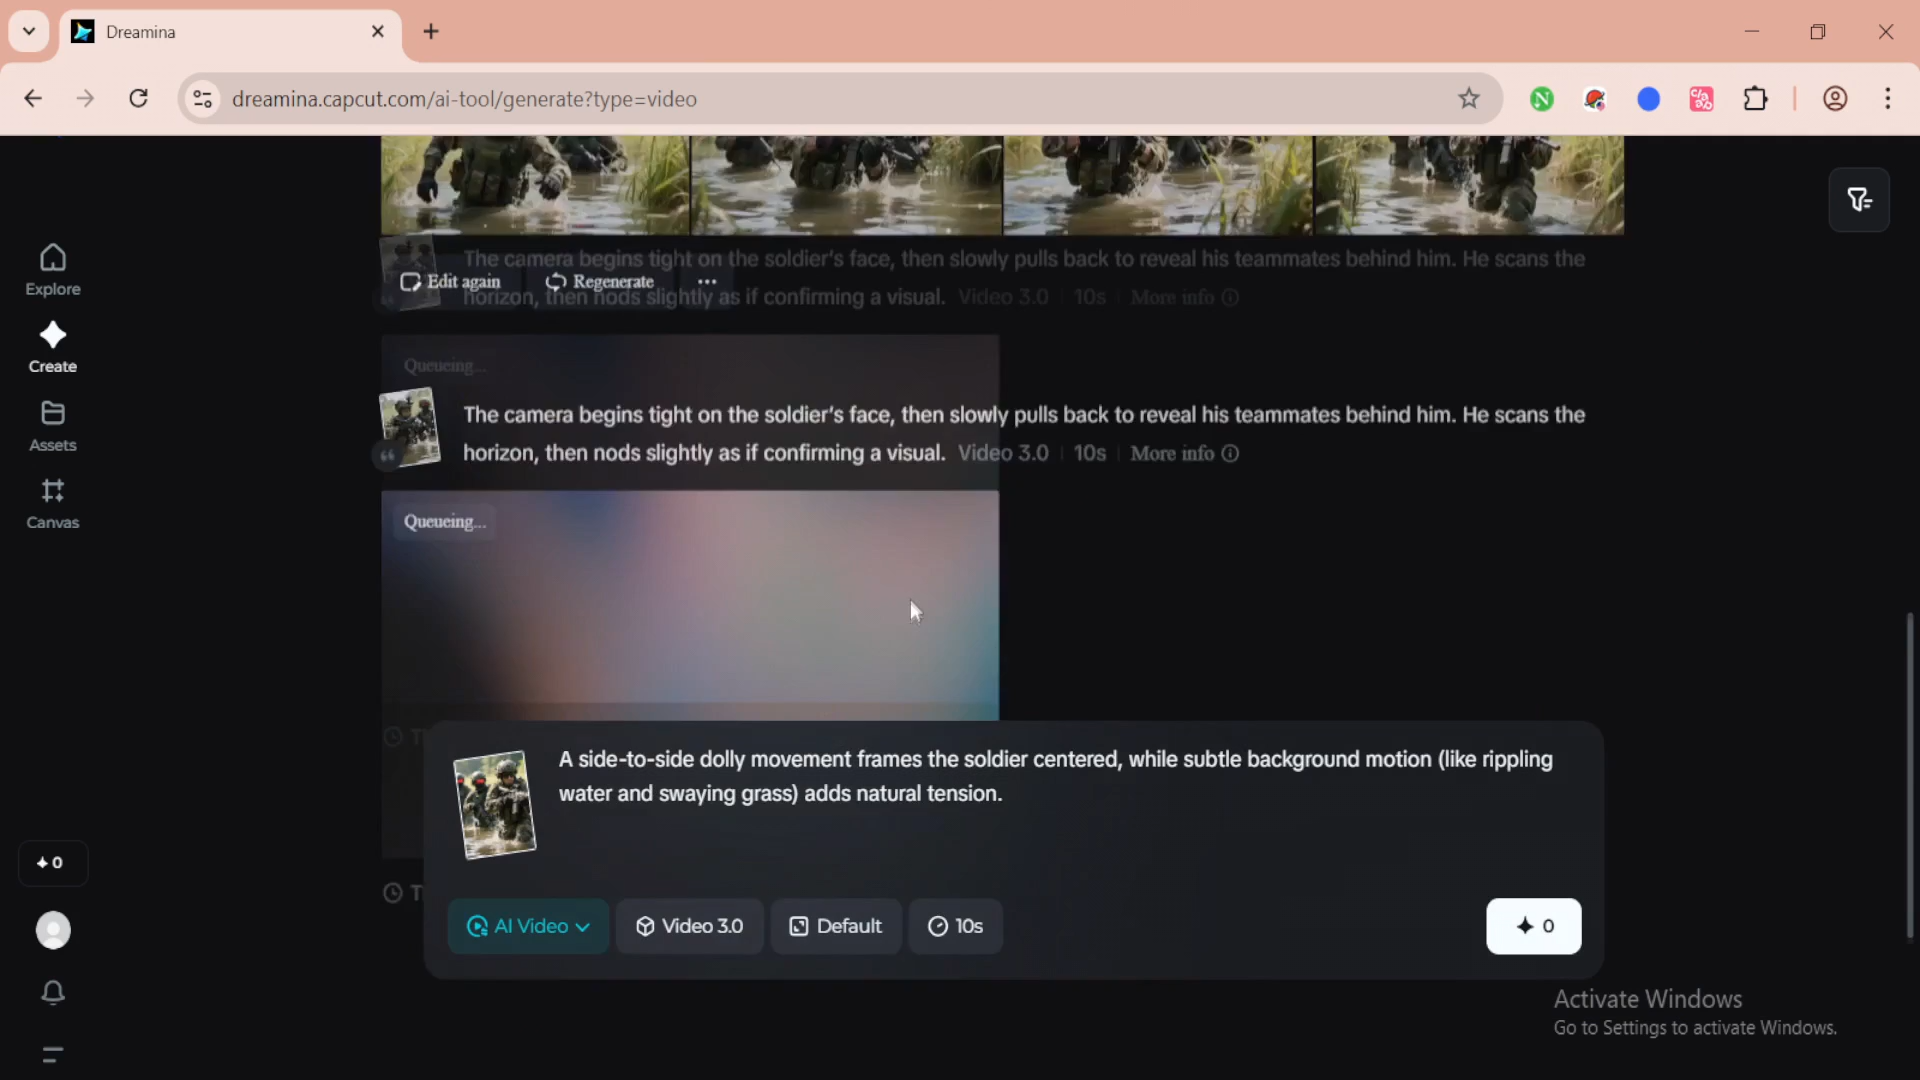 Dreamina
dreamina.capcut.com/ai-tool/generate?type=video
The camera begins tight on the soldier's face, then slowly pulls back to reveal his teammates behind him. He scans the
Edit again
Regenerate
horizon, then nods slightly as if confirming a visual. Video 3.0 | 10s | More info
Explore
Create
Assets
Canvas
Queueing...
The camera begins tight on the soldier's face, then slowly pulls back to reveal his teammates behind him. He scans the
horizon, then nods slightly as if confirming a visual. Video 3.0 | 10s | More info
Queueing...
A side-to-side dolly movement frames the soldier centered, while subtle background motion (like rippling
water and swaying grass) adds natural tension.
0
AI Video
Video 3.0
Default
10s
0
Activate Windows
Go to Settings to activate Windows.